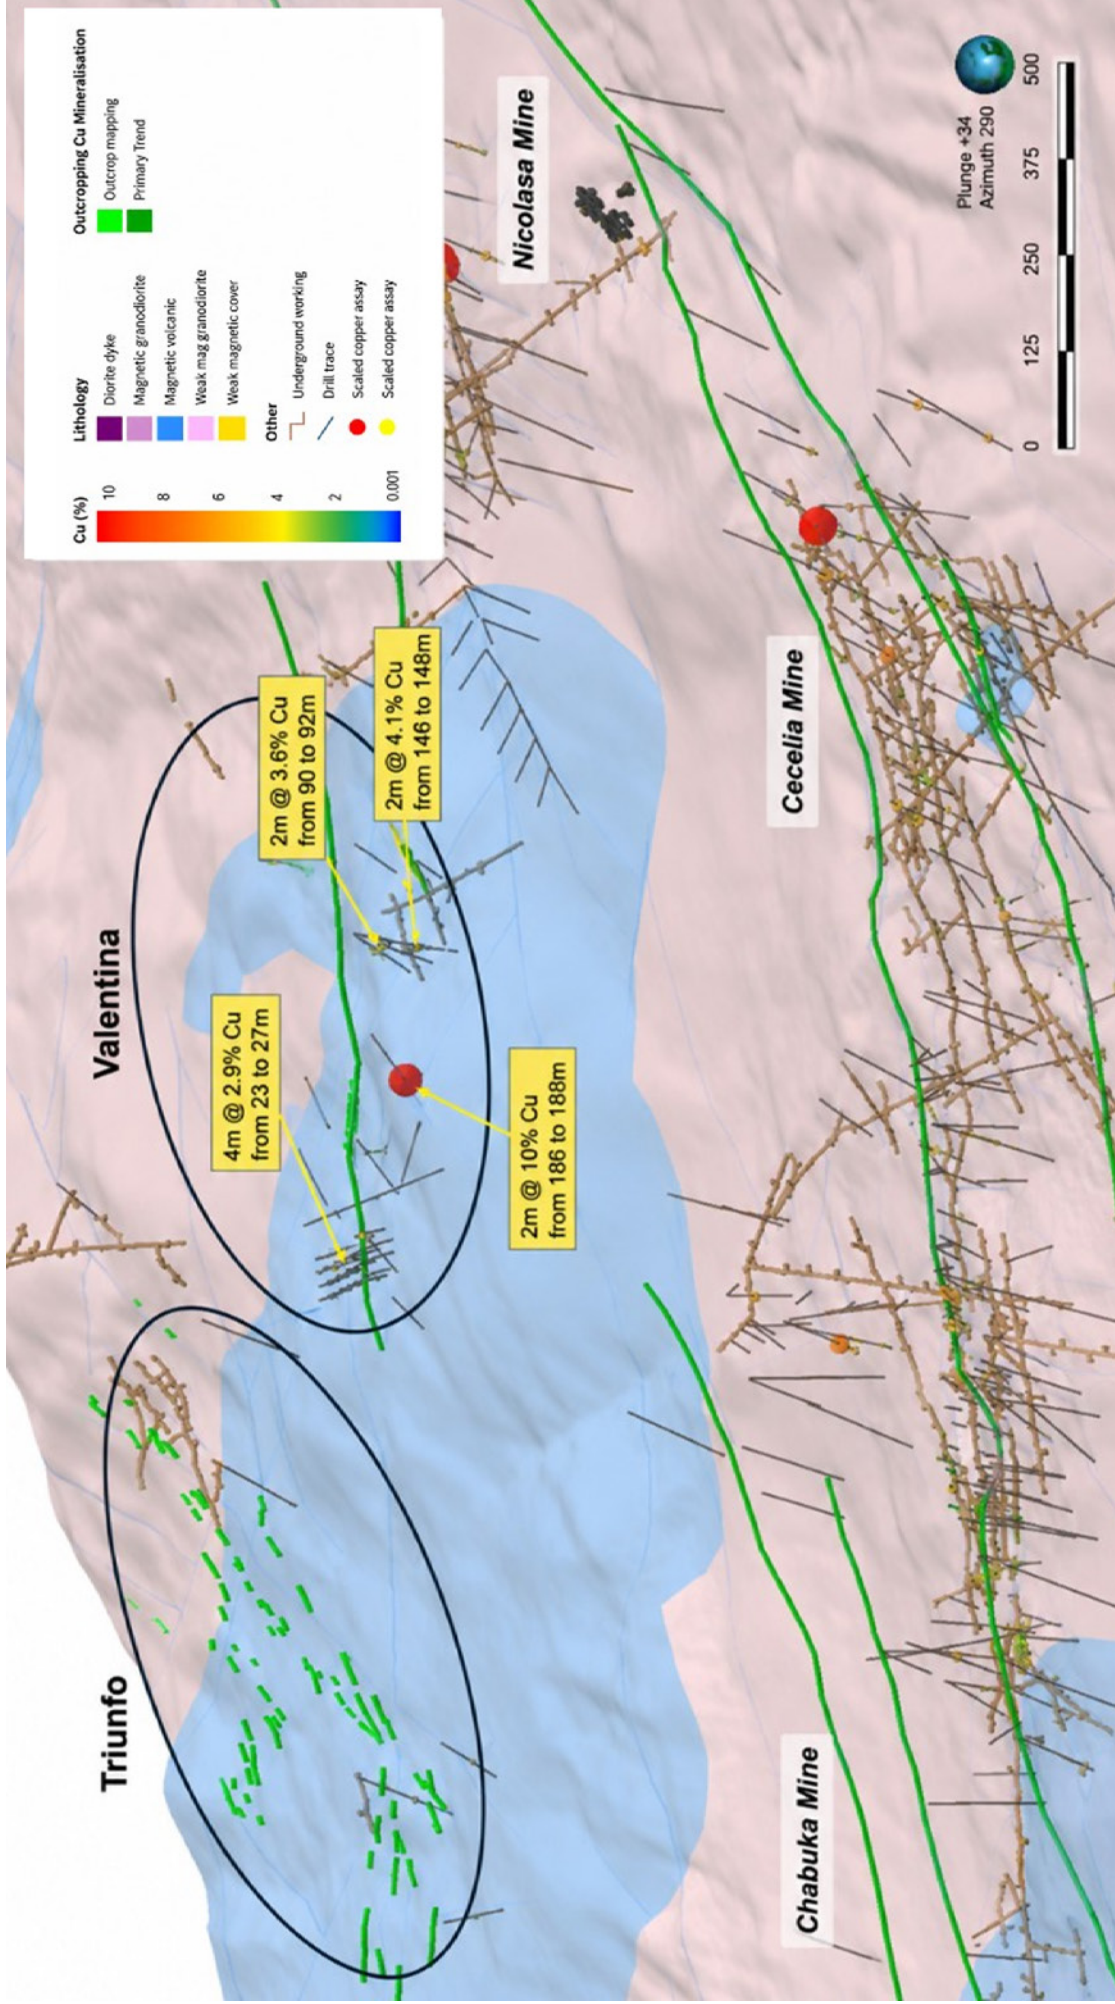 Triunfo
Valentina
4m @ 2.9% Cu
from 23 to 27m
2m @ 3.6% Cu
from 90 to 92m
2m @ 4.1% Cu
from 146 to 148m
2m @ 10% Cu
from 186 to 188m
Chabuka Mine
Cecelia Mine
Nicolasa Mine
Cu (%)
10
8
6
4
2
0.001
Lithology
Diorite dyke
Magnetic granodiorite
Magnetic volcanic
Weak mag granodiorite
Weak magnetic cover
Other
Underground working
Drill trace
Scaled copper assay
Scaled copper assay
Outcropping Cu Mineralisation
Outcrop mapping
Primary Trend
Plunge +34
Azimuth 290
0 125 250 375 500